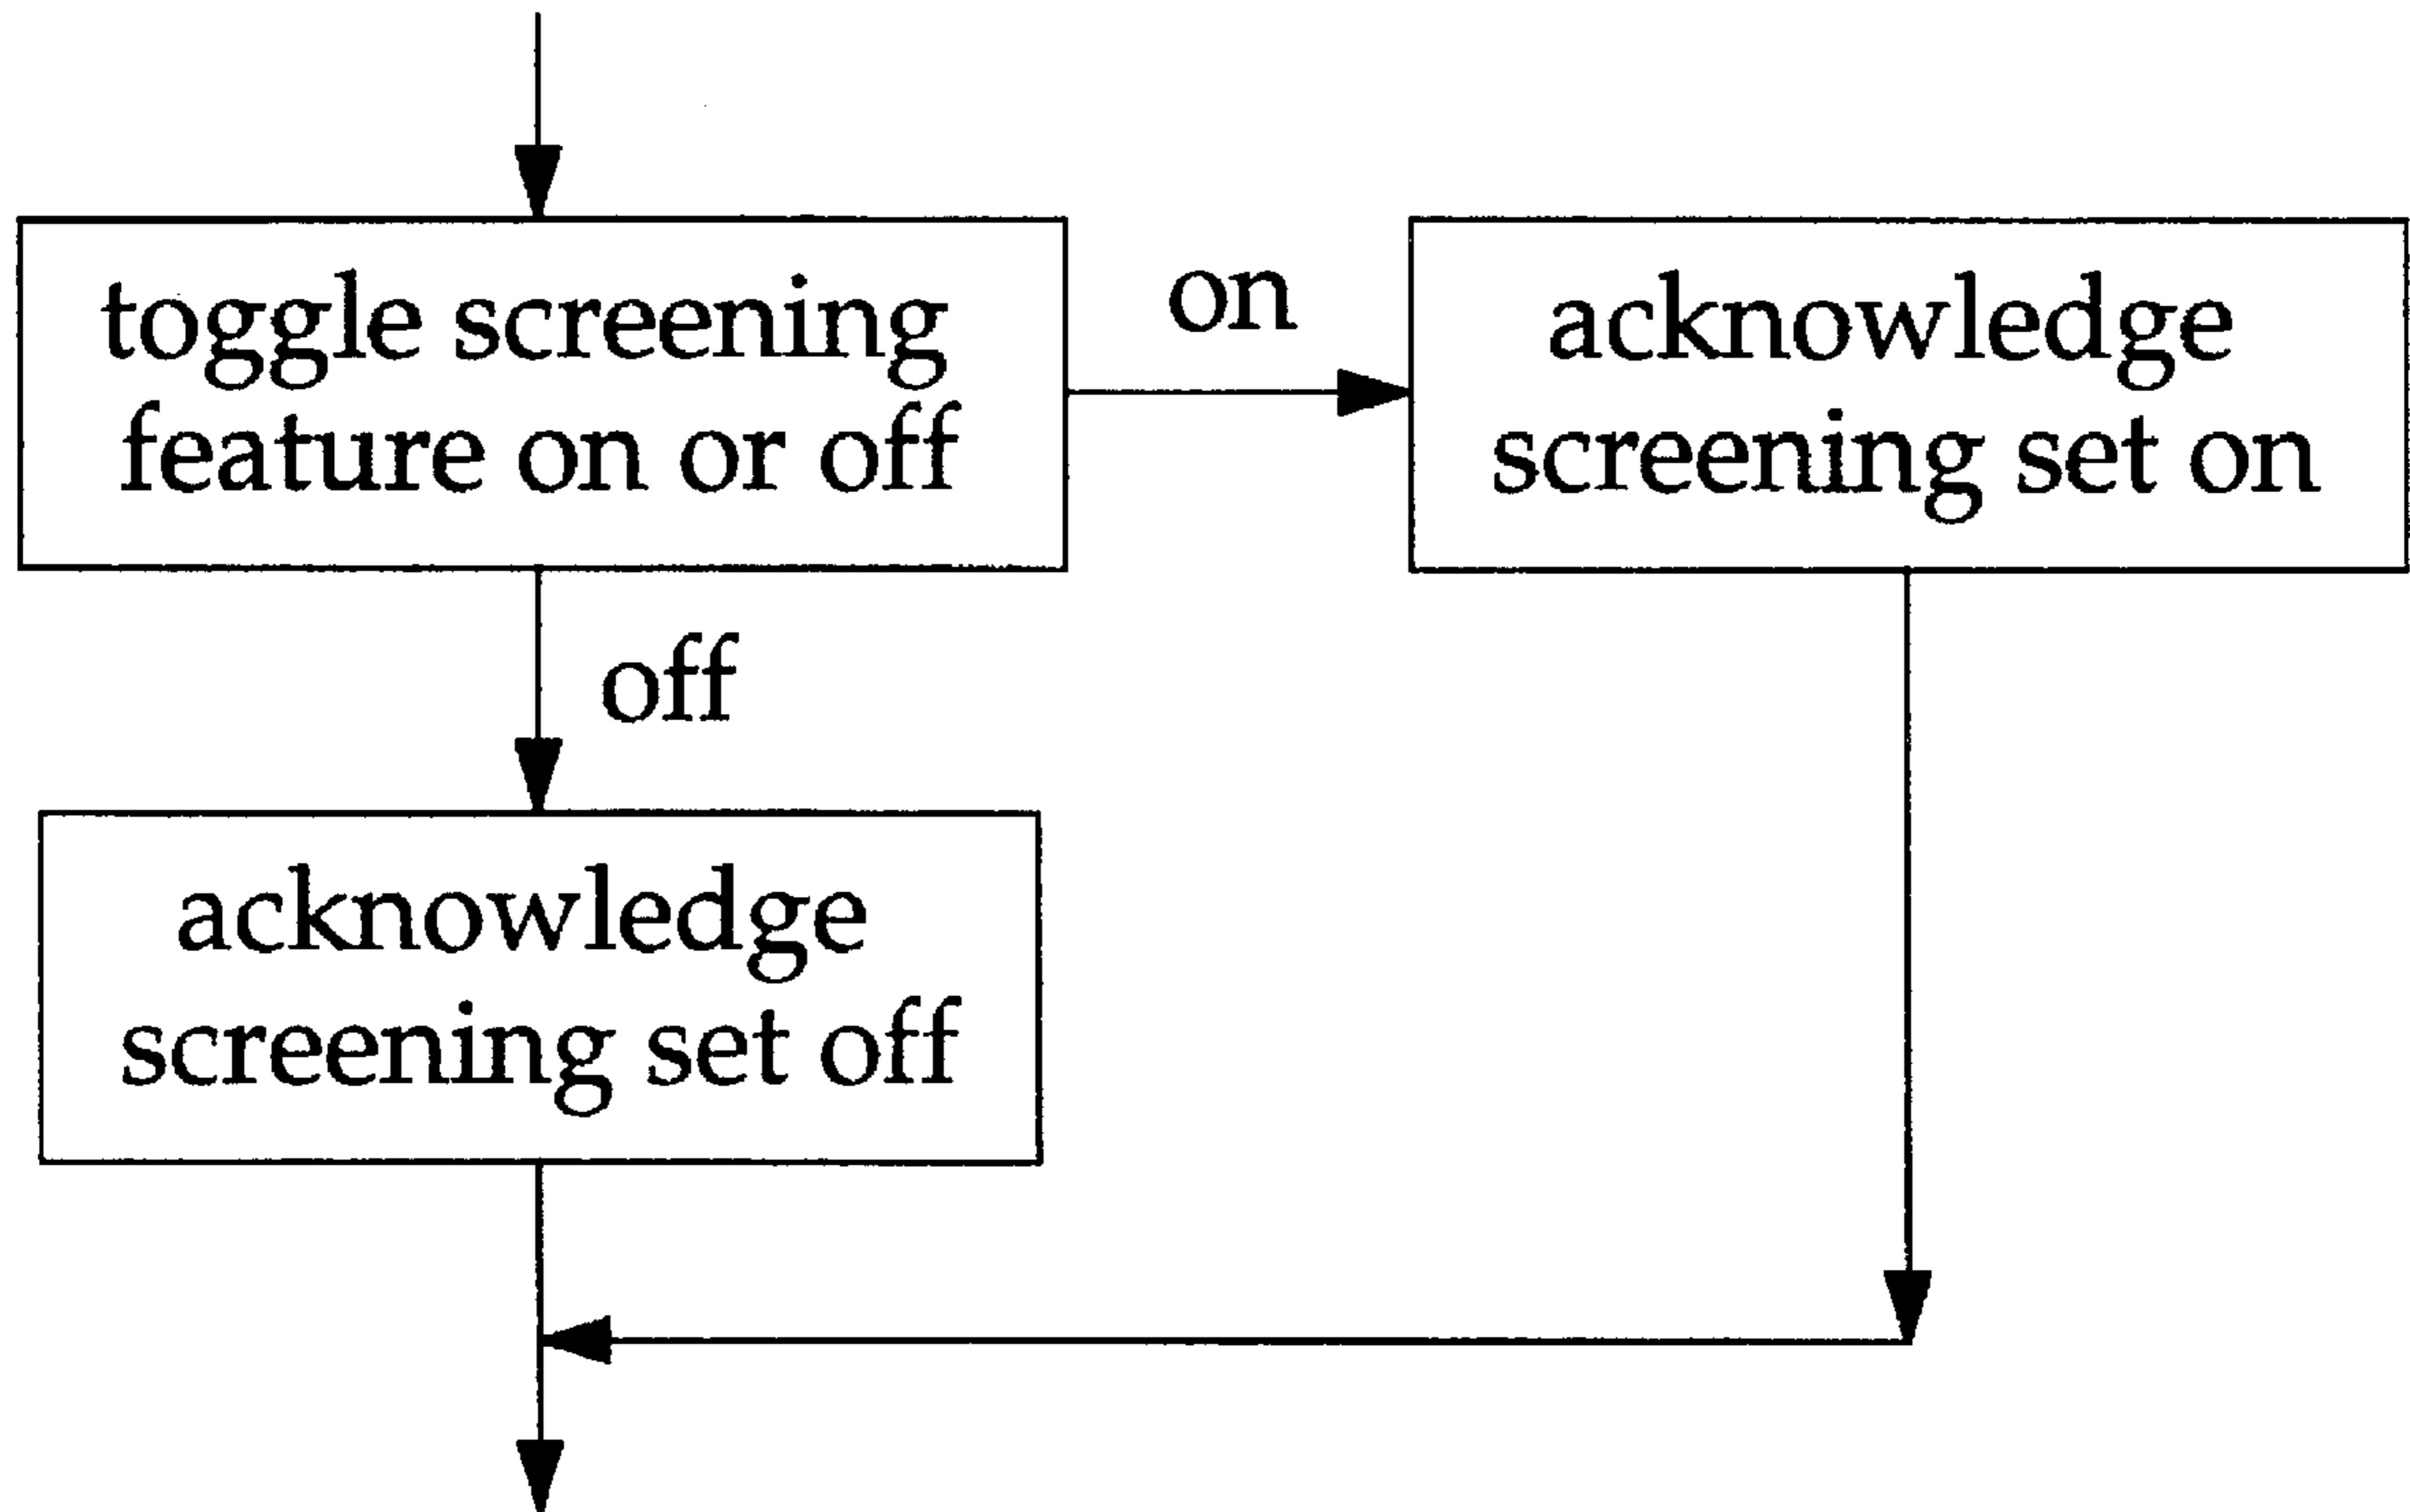 toggle screening
feature on or off
on
acknowledge
screening set on
off
acknowledge
screening set off